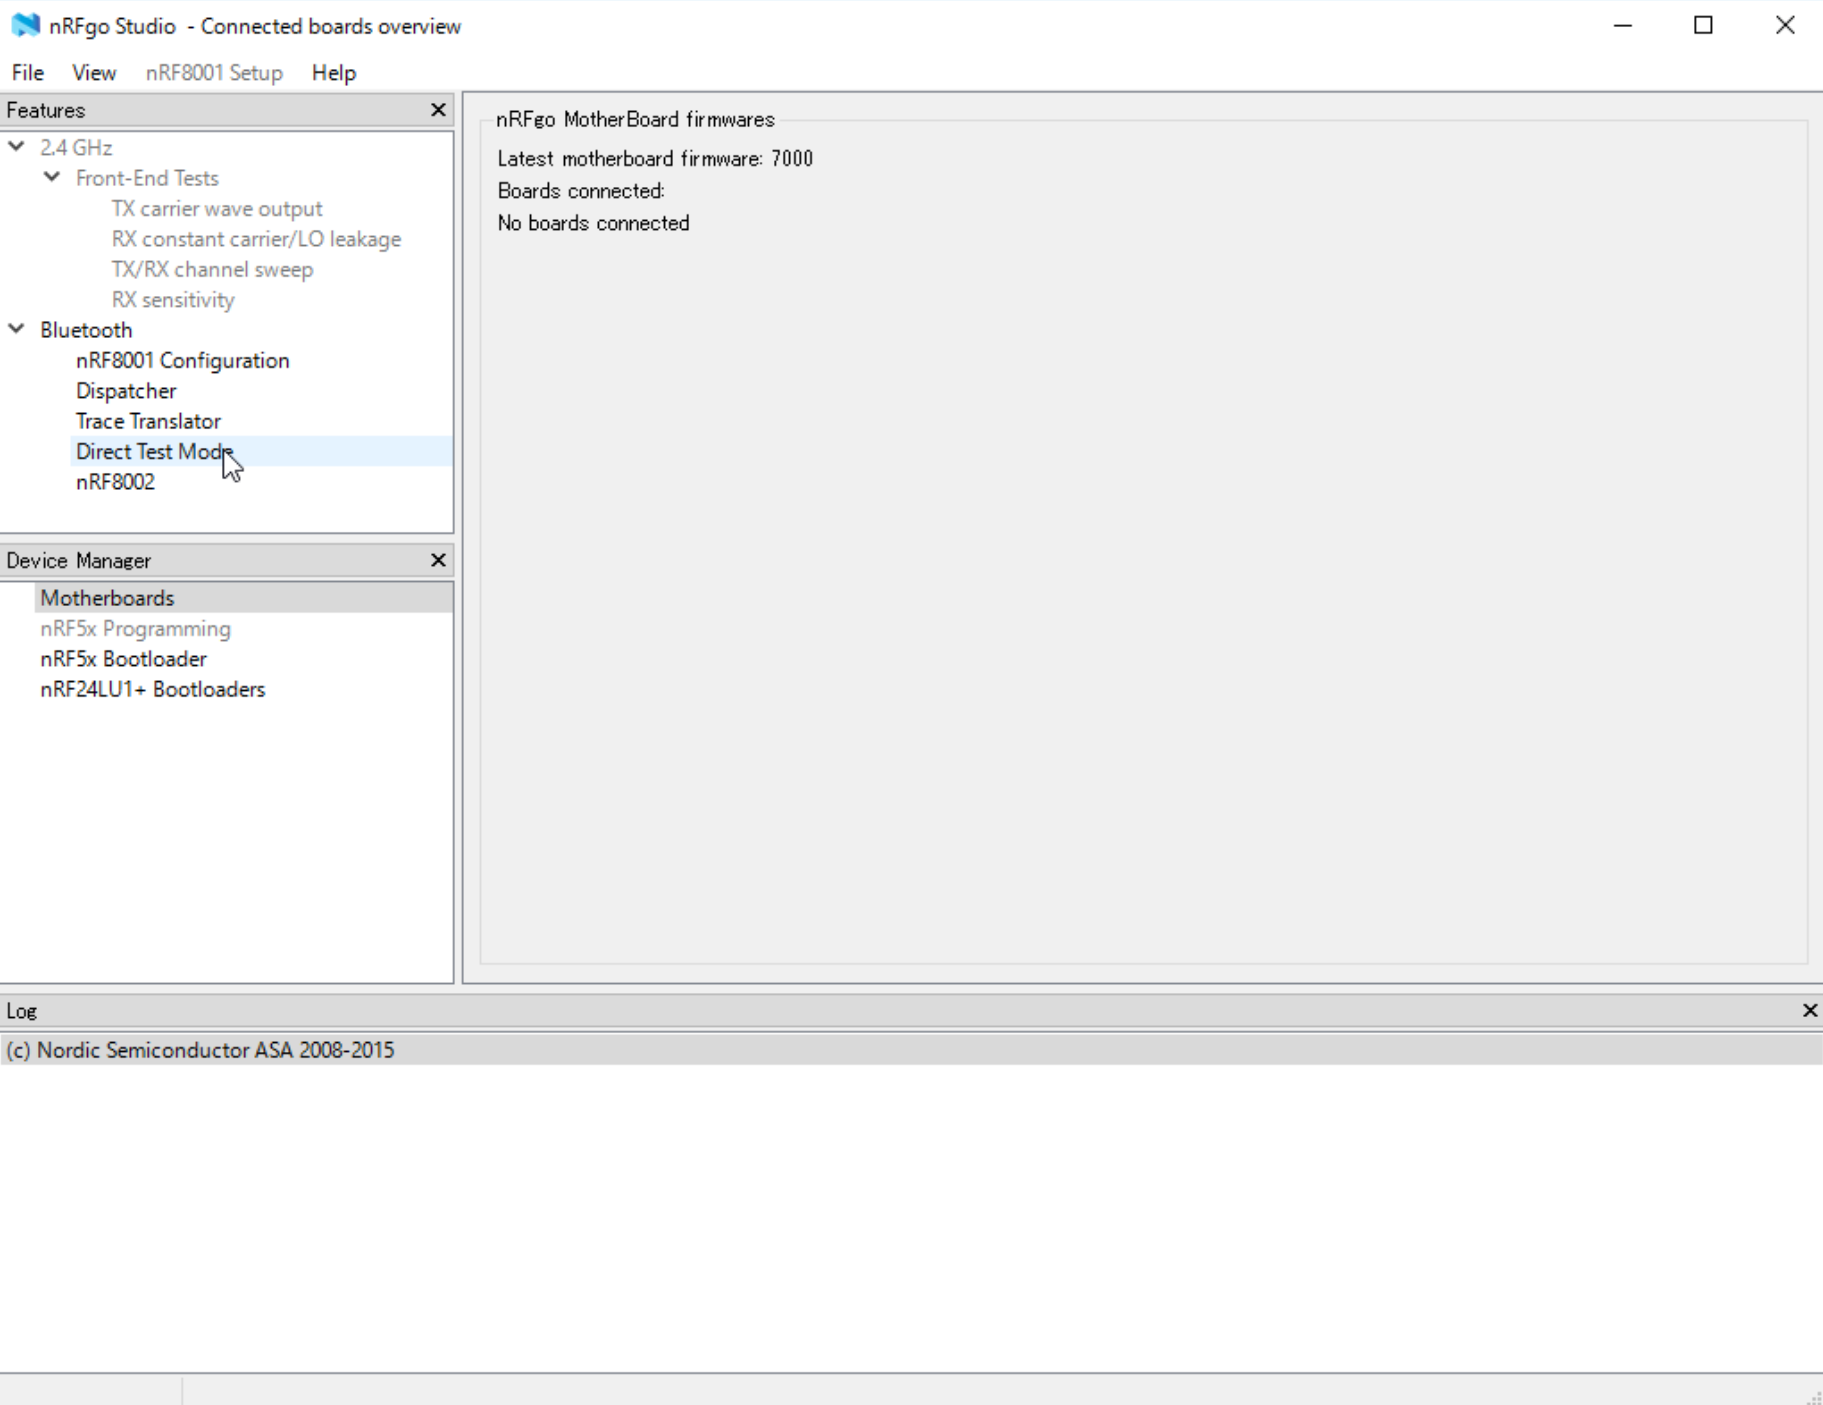 nRFgo Studio - Connected boards overview
File View nRF8001 Setup Help
Features
2.4 GHz
Front-End Tests
TX carrier wave output
RX constant carrier/LO leakage
TX/RX channel sweep
RX sensitivity
Bluetooth
nRF8001 Configuration
Dispatcher
Trace Translator
Direct Test Mode
nRF8002
Device Manager
Motherboards
nRF5x Programming
nRF5x Bootloader
nRF24LU1+ Bootloaders
nRFgo MotherBoard firmwares
Latest motherboard firmware: 7000
Boards connected:
No boards connected
Log
(c) Nordic Semiconductor ASA 2008-2015